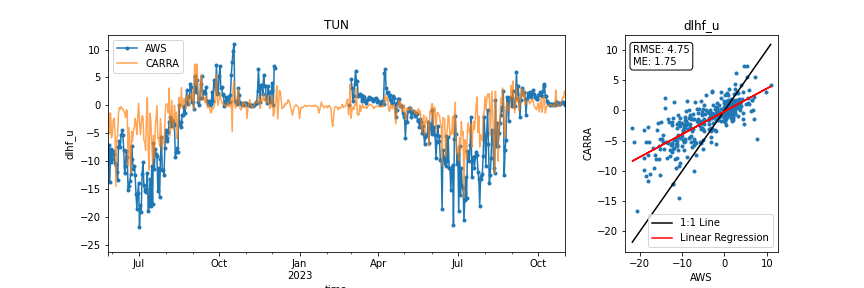 TUN
AWS
CARRA
10
5
0
−5
−10
−15
−20
−25
dlhf_u
Jul
Oct
Jan
2023
Apr
Jul
Oct
time
dlhf_u
RMSE: 4.75
ME: 1.75
10
5
0
−5
−10
−15
−20
CARRA
1:1 Line
Linear Regression
−20
−10
0
10
AWS